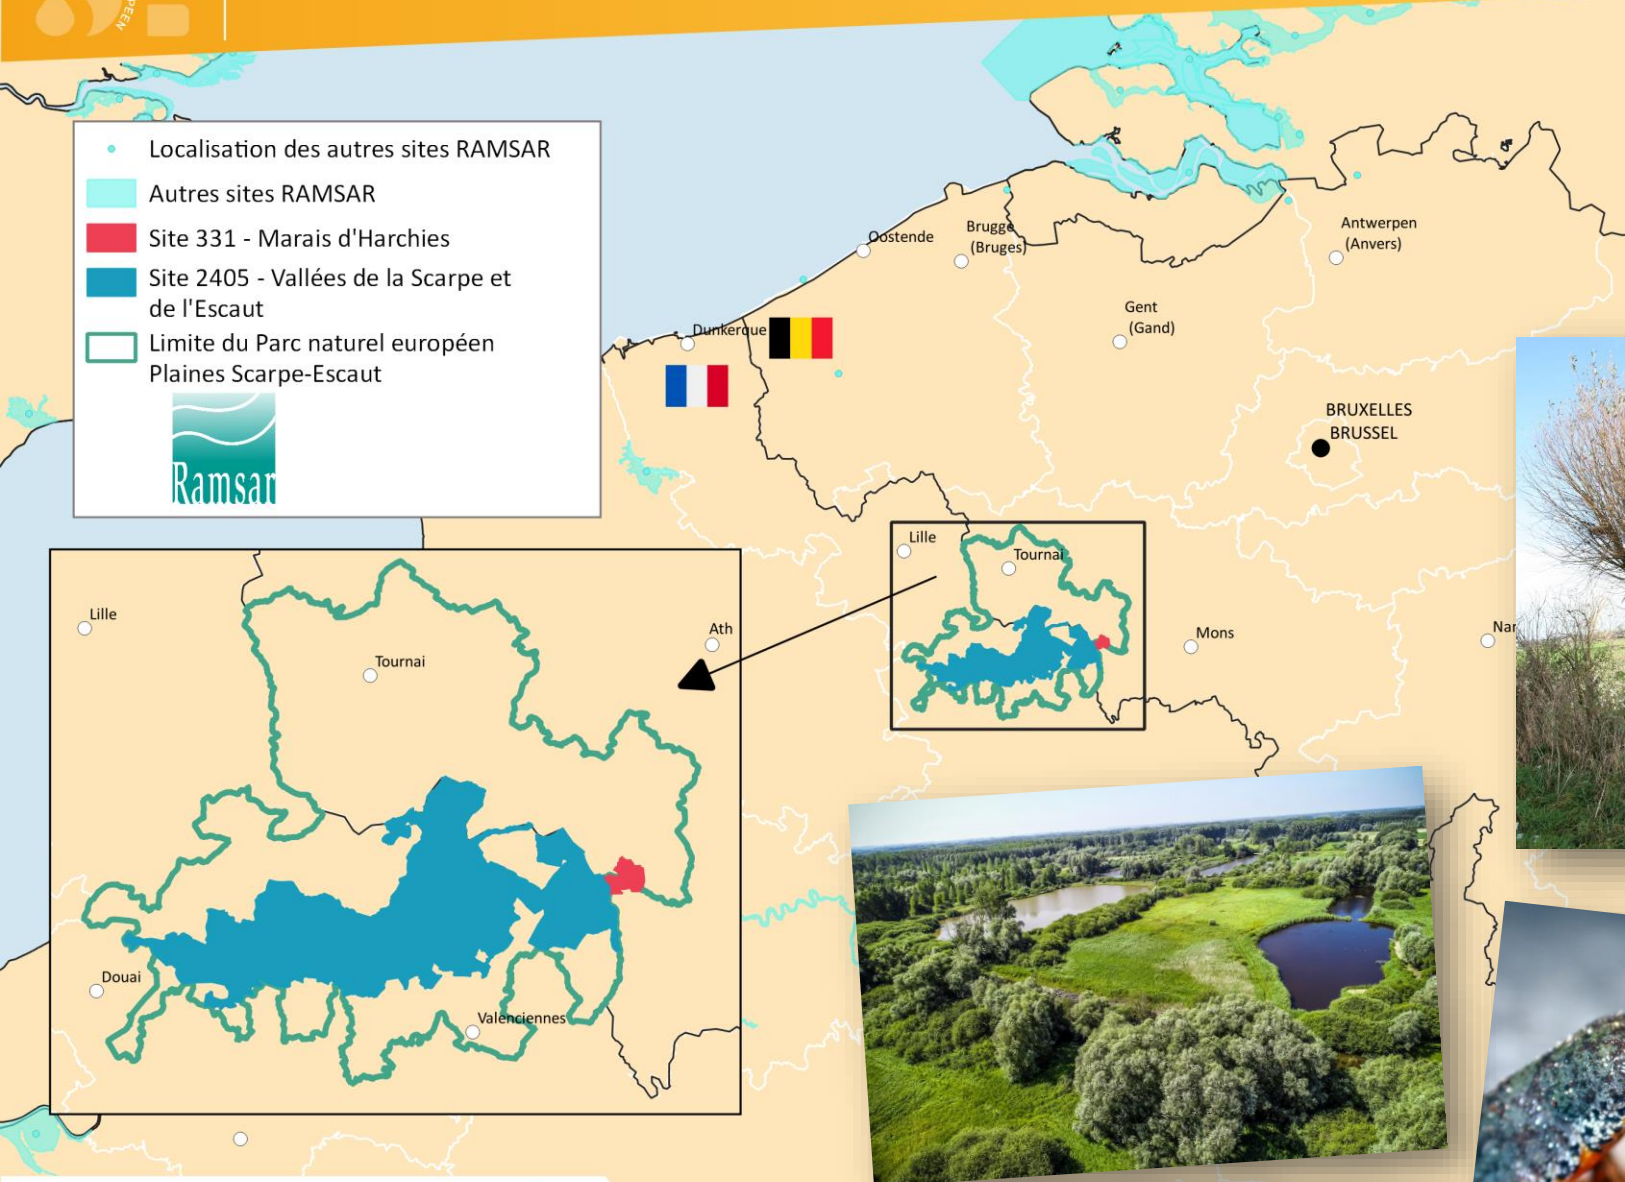 PEEN
Localisation des autres sites RAMSAR
Autres sites RAMSAR
Site 331 - Marais d'Harchies
Site 2405 - Vallées de la Scarpe et
de l'Escaut
Limite du Parc naturel européen
Plaines Scarpe-Escaut
Ramsar
Oostende
Brugge
(Bruges)
Antwerpen
(Anvers)
Gent
(Gand)
Dunkerque
BRUXELLES
BRUSSEL
Lille
Tournai
Mons
Nar
Lille
Ath
Tournai
Douai
Valenciennes